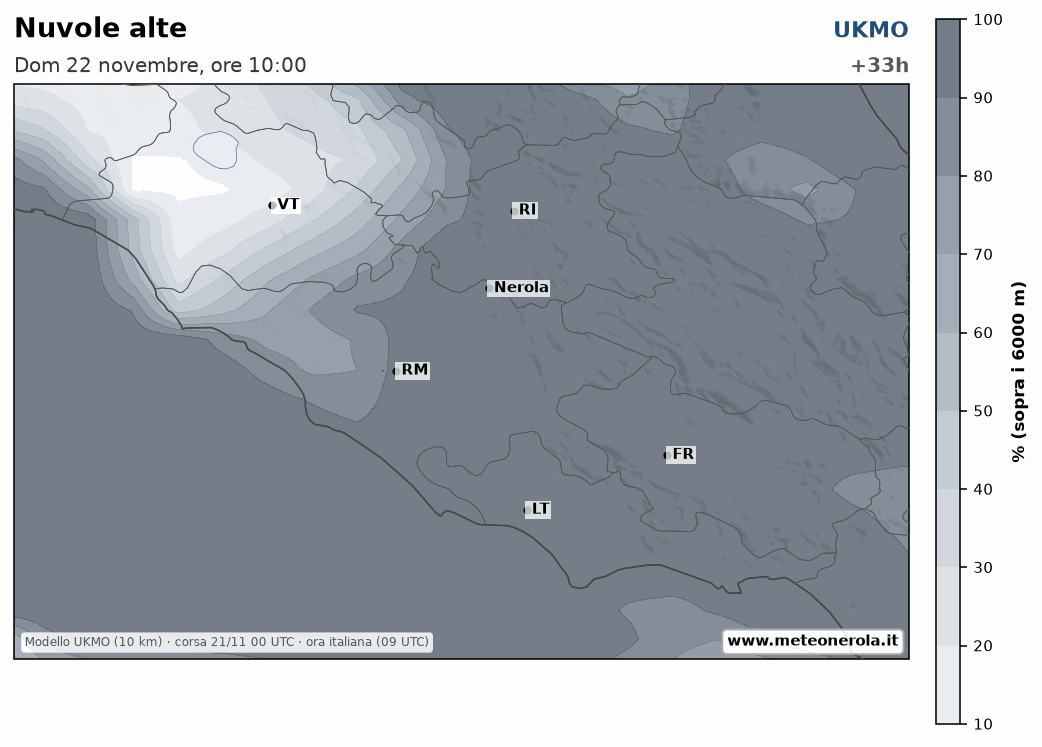 Nuvole alte
UKMO
Dom 22 novembre, ore 10:00
+33h
100
90
80
70
60
50
40
30
20
10
% (sopra i 6000 m)
VT
RI
Nerola
RM
FR
LT
Modello UKMO (10 km) · corsa 21/11 00 UTC · ora italiana (09 UTC)
www.meteonerola.it